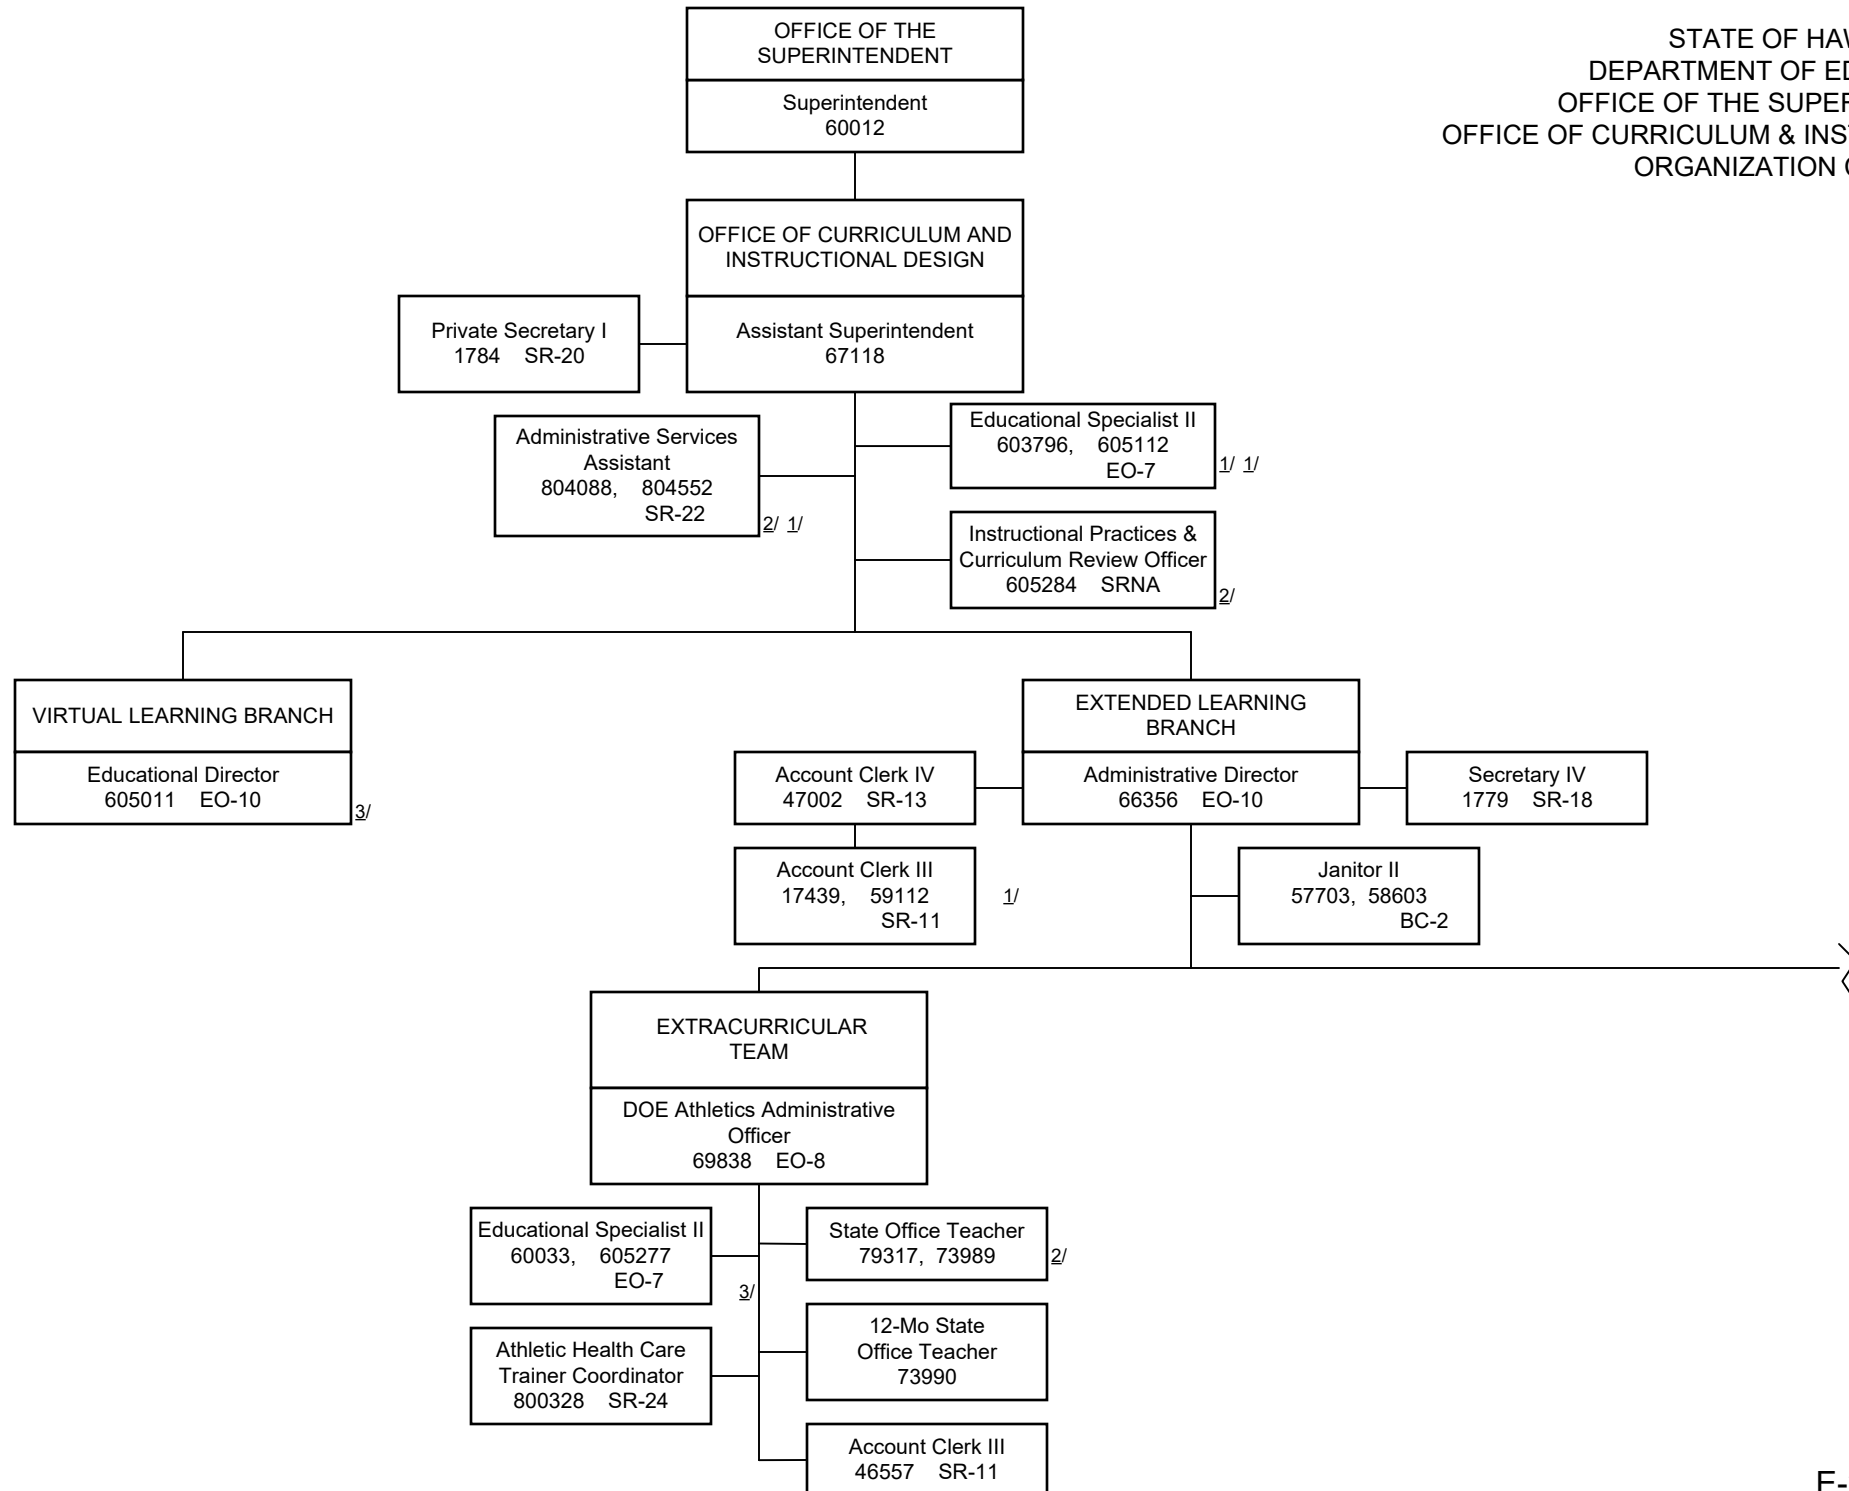 OFFICE OF THE
SUPERINTENDENT
Superintendent
60012
STATE OF
DEPARTMENT OF
OFFICE OF THE
OFFICE OF CURRICULUM &
ORGANIZATION
OFFICE OF CURRICULUM AND
INSTRUCTIONAL DESIGN
Assistant Superintendent
67118
Private Secretary I
1784 SR-20
Administrative Services
Assistant
804088, 804552
SR-22
2/ 1/
Educational Specialist II
603796, 605112
EO-7
1/ 1/
Instructional Practices &
Curriculum Review Officer
605284 SRNA
2/
VIRTUAL LEARNING BRANCH
Educational Director
605011 EO-10
3/
EXTENDED LEARNING
BRANCH
Administrative Director
66356 EO-10
Account Clerk IV
47002 SR-13
Secretary IV
1779 SR-18
Account Clerk III
17439, 59112
SR-11
1/
Janitor II
57703, 58603
BC-2
EXTRACURRICULAR
TEAM
DOE Athletics Administrative
Officer
69838 EO-8
Educational Specialist II
60033, 605277
EO-7
3/
State Office Teacher
79317, 73989
2/
Athletic Health Care
Trainer Coordinator
800328 SR-24
12-Mo State
Office Teacher
73990
Account Clerk III
46557 SR-11